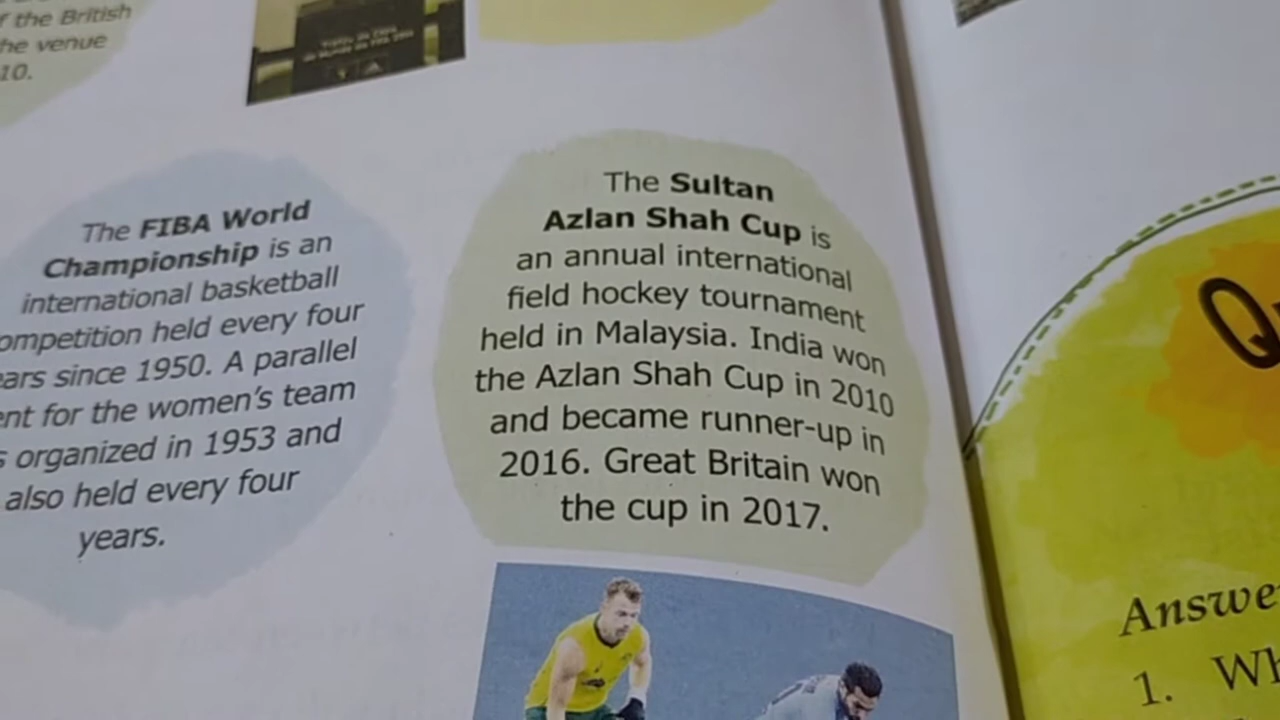 f the British
he venue
10.
The FIBA World
Championship is an
international basketball
ompetition held every four
ears since 1950. A parallel
ent for the women's team
s organized in 1953 and
also held every four
years.
The Sultan
Azlan Shah Cup is
an annual international
field hockey tournament
held in Malaysia. India won
the Azlan Shah Cup in 2010
and became runner-up in
2016. Great Britain won
the cup in 2017.
Answe
1. Wh